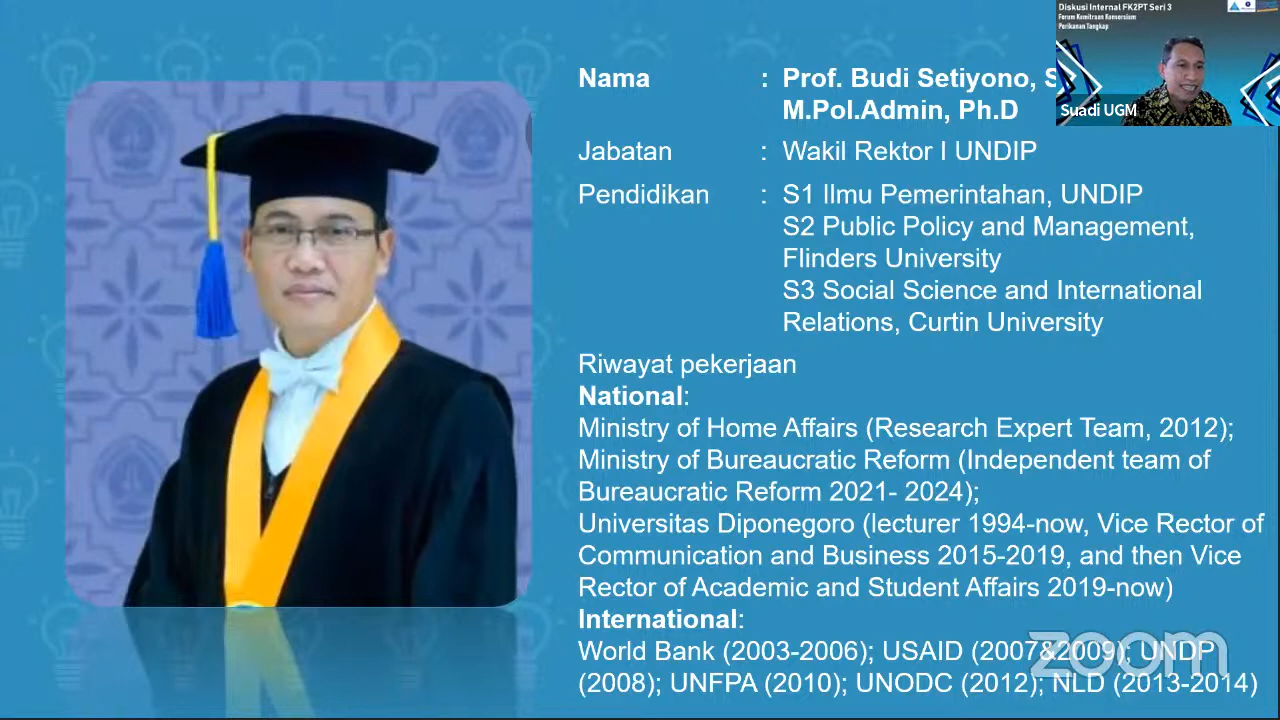 Diskusi Internal FK2PT Seri 3
Forum Kemitraan Konsorsium
Perikanan Tangkap
Suadi UGM
Nama : Prof. Budi Setiyono, S
M.Pol.Admin, Ph.D
Jabatan : Wakil Rektor I UNDIP
Pendidikan : S1 Ilmu Pemerintahan, UNDIP
S2 Public Policy and Management,
Flinders University
S3 Social Science and International
Relations, Curtin University
Riwayat pekerjaan
National:
Ministry of Home Affairs (Research Expert Team, 2012);
Ministry of Bureaucratic Reform (Independent team of
Bureaucratic Reform 2021- 2024);
Universitas Diponegoro (lecturer 1994-now, Vice Rector of
Communication and Business 2015-2019, and then Vice
Rector of Academic and Student Affairs 2019-now)
International:
World Bank (2003-2006); USAID (2007&2009); UNDP
(2008); UNFPA (2010); UNODC (2012); NLD (2013-2014)
zoom